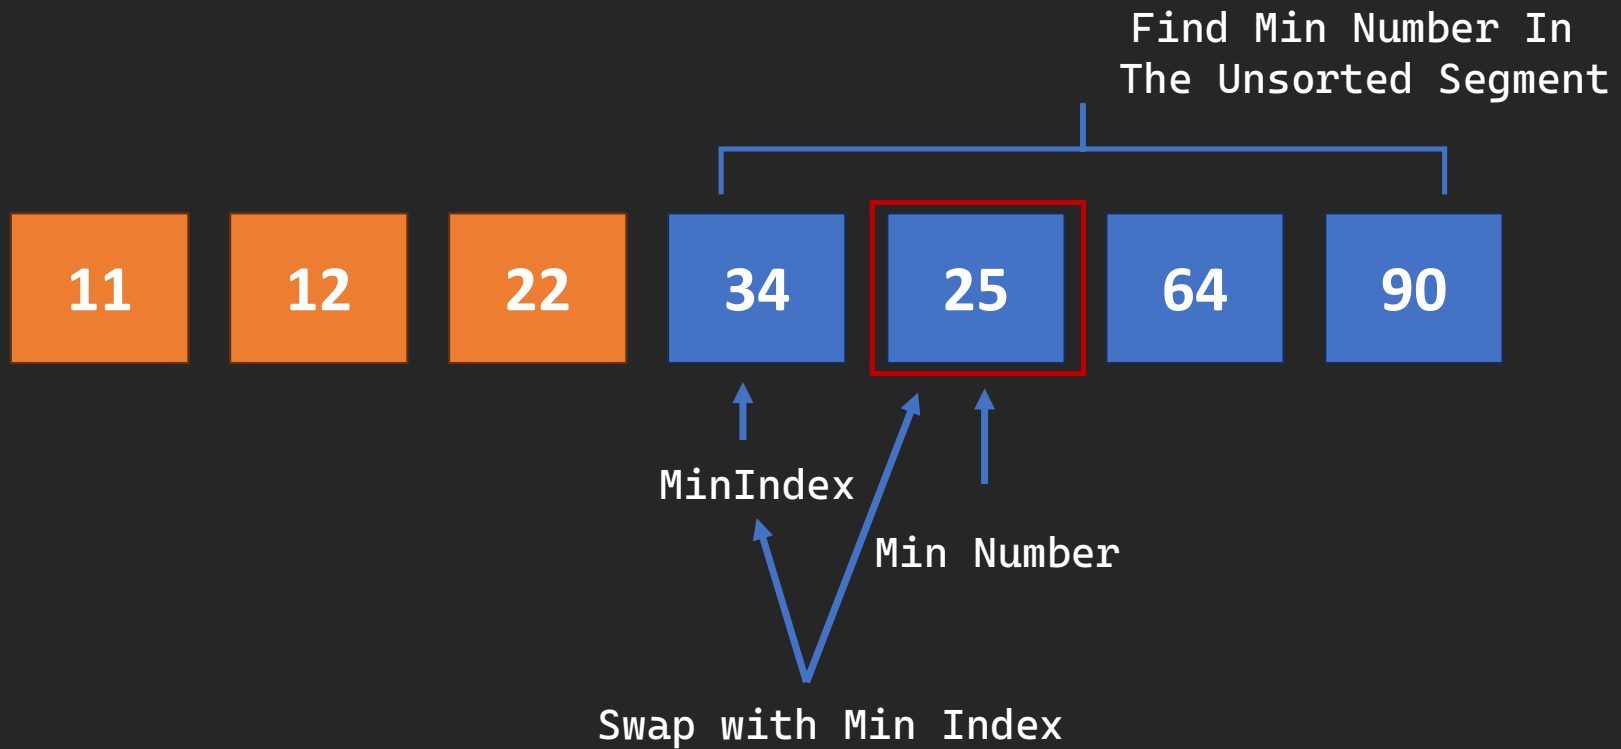 Find Min Number In
The Unsorted Segment
11 12 22 34 25 64 90
MinIndex
Min Number
Swap with Min Index